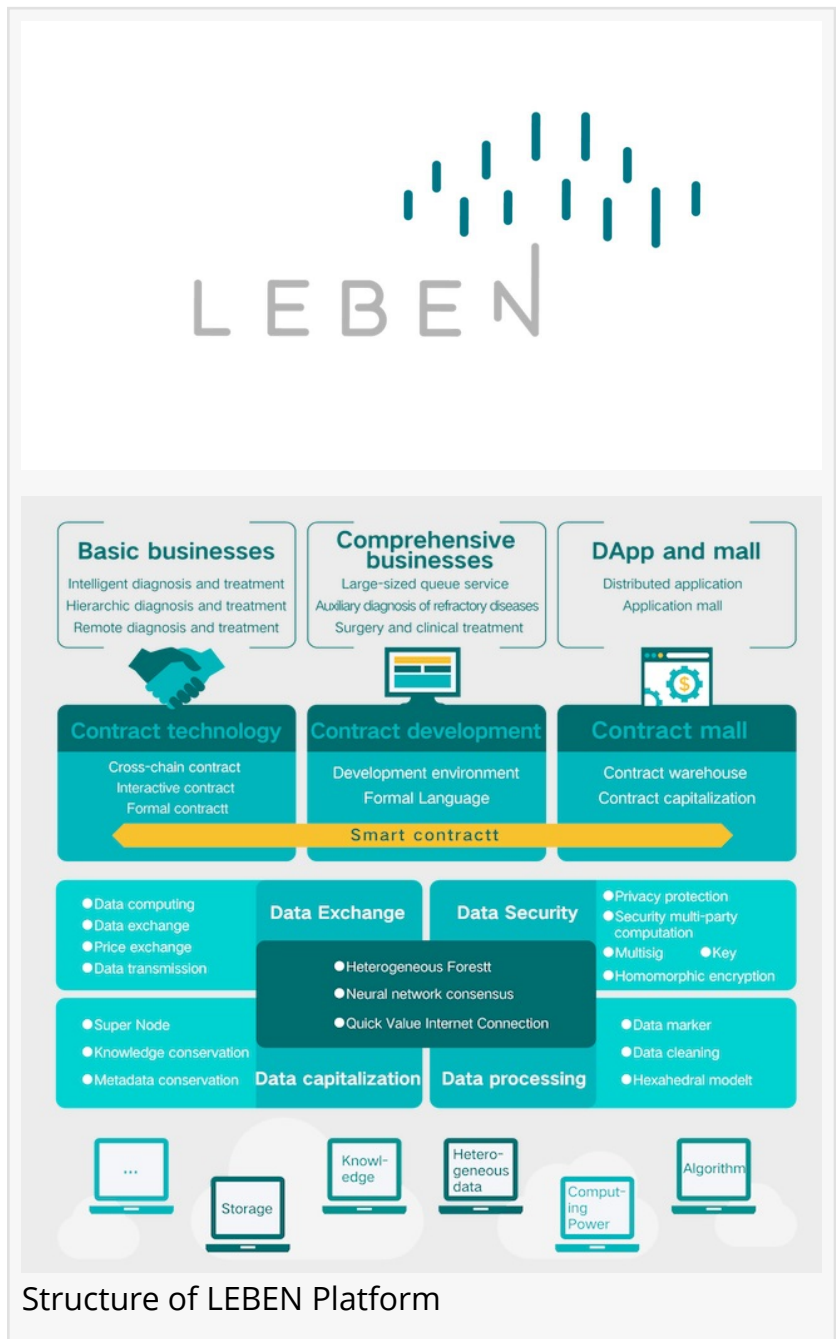 LEBEN
Basic businesses
Intelligent diagnosis and treatment
Hierarchic diagnosis and treatment
Remote diagnosis and treatment
Comprehensive
businesses
Large-sized queue service
Auxiliary diagnosis of refractory diseases
Surgery and clinical treatment
DApp and mall
Distributed application
Application mall
$
Contract technology
Cross-chain contract
Interactive contract
Formal contractt
Contract development
Development environment
Formal Language
Contract mall
Contract warehouse
Contract capitalization
Smart contractt
Data computing
Data exchange
Price exchange
Data transmission
Data Exchange
Data Security
Privacy protection
Security multi-party
computation
Multisig
Key
Homomorphic encryption
Heterogeneous Forestt
Neural network consensus
Quick Value Internet Connection
Super Node
Knowledge conservation
Metadata conservation
Data capitalization
Data processing
Data marker
Data cleaning
Hexahedral modelt
...
Storage
Knowl-
edge
Hetero-
geneous
data
Comput-
ing
Power
Algorithm
Structure of LEBEN Platform